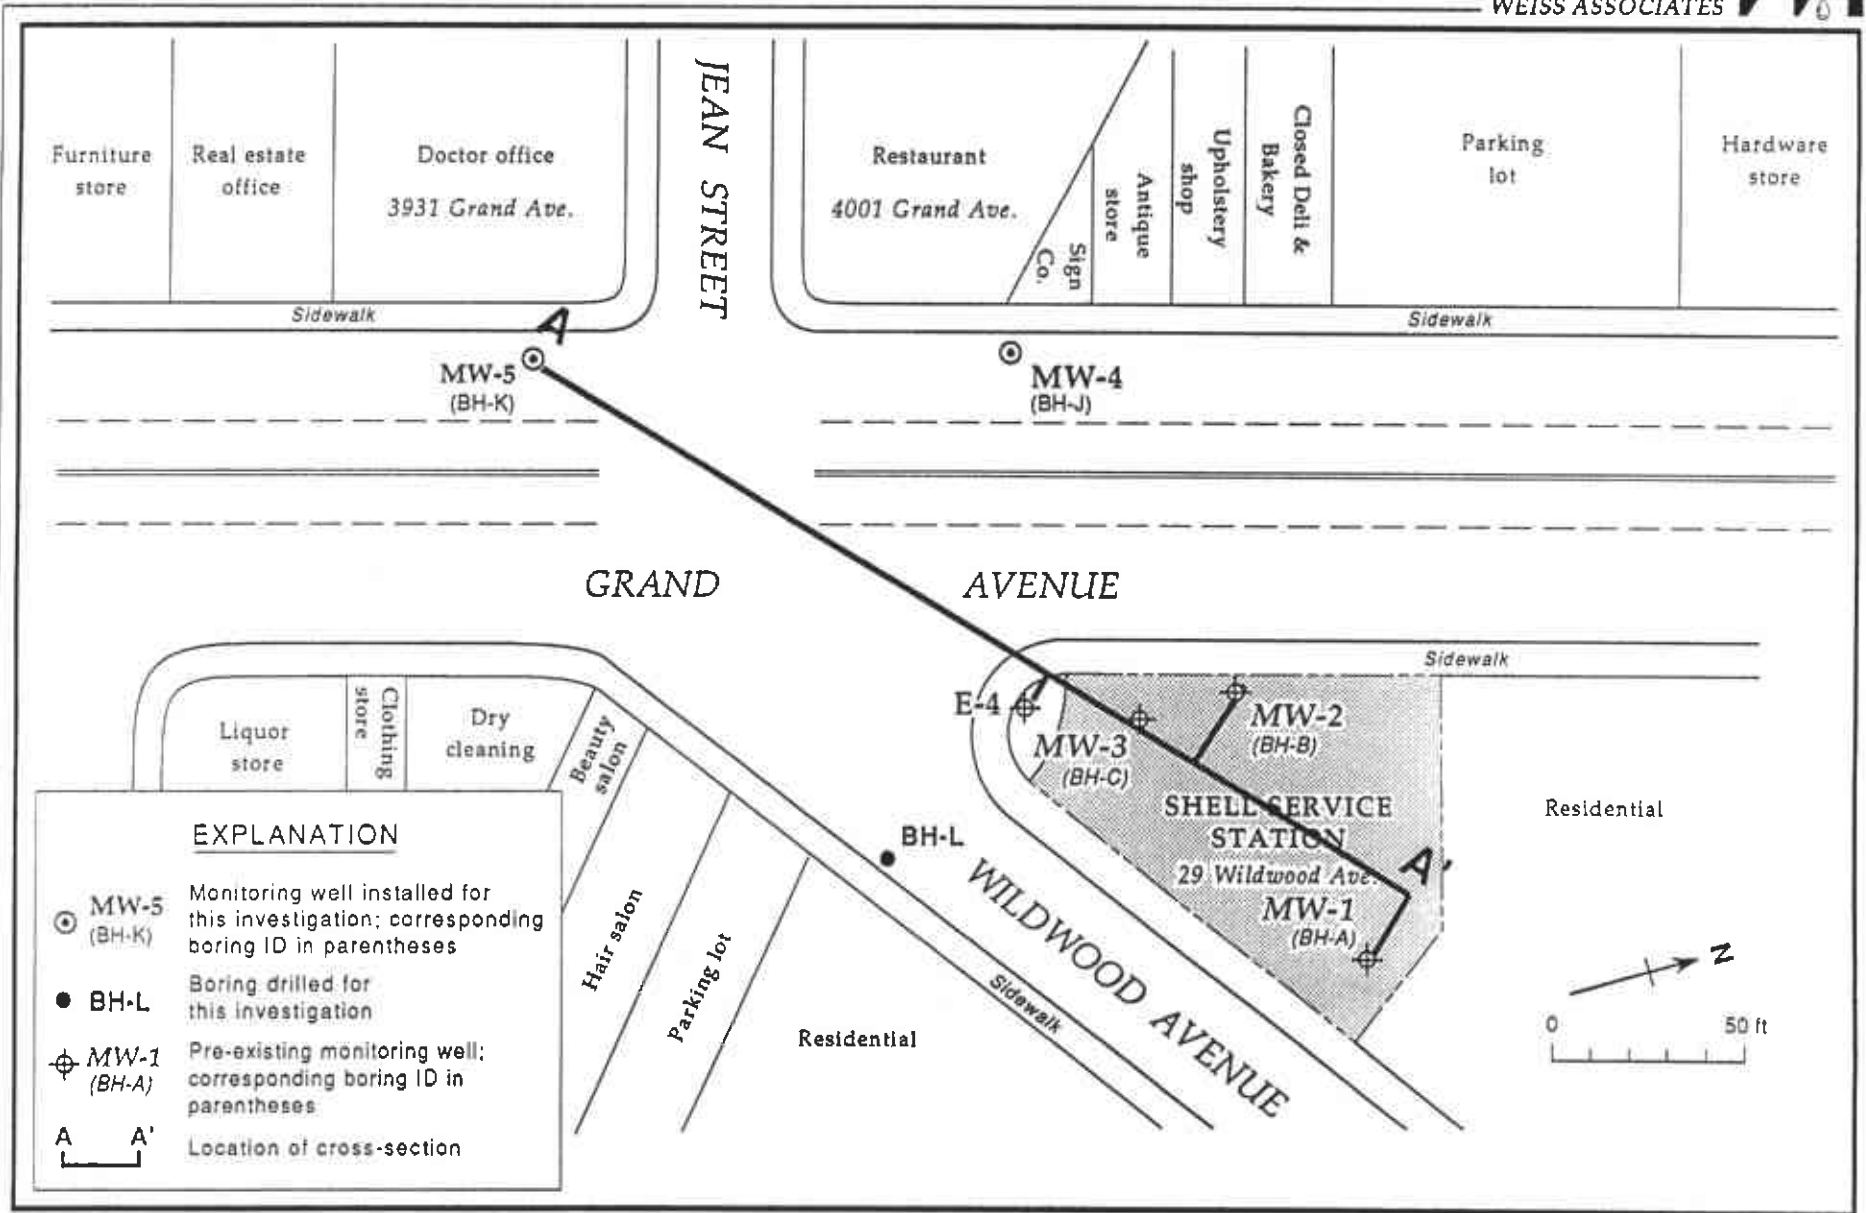 WEISS ASSOCIATES
JEAN STREET
Furniture
store
Real estate
office
Doctor office
3931 Grand Ave.
Restaurant
4001 Grand Ave.
Sign
Co.
Antique
store
Upholstery
shop
Closed Deli &
Bakery
Parking
lot
Hardware
store
Sidewalk
Sidewalk
A
MW-5
(BH-K)
MW-4
(BH-J)
GRAND AVENUE
Sidewalk
E-4
MW-3
(BH-C)
MW-2
(BH-B)
SHELL SERVICE
STATION
29 Wildwood Ave.
A'
MW-1
(BH-A)
Residential
Liquor
store
Clothing
store
Dry
cleaning
Beauty
salon
Hair salon
Parking lot
Residential
BH-L
WILDWOOD AVENUE
Sidewalk
N
0 50 ft
EXPLANATION
MW-5
(BH-K)
Monitoring well installed for
this investigation; corresponding
boring ID in parentheses
BH-L
Boring drilled for
this investigation
MW-1
(BH-A)
Pre-existing monitoring well;
corresponding boring ID in
parentheses
A A'
Location of cross-section